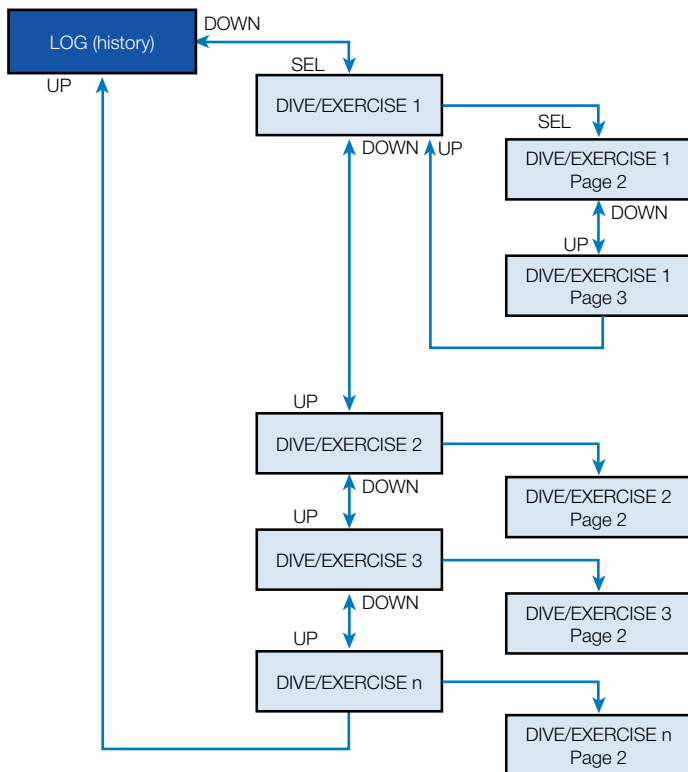 DOWN
LOG (history)
UP
SEL
DIVE/EXERCISE 1
DOWN
UP
SEL
DIVE/EXERCISE 1
Page 2
DOWN
UP
DIVE/EXERCISE 1
Page 3
UP
DIVE/EXERCISE 2
DOWN
DIVE/EXERCISE 2
Page 2
UP
DIVE/EXERCISE 3
DOWN
DIVE/EXERCISE 3
Page 2
UP
DIVE/EXERCISE n
DIVE/EXERCISE n
Page 2